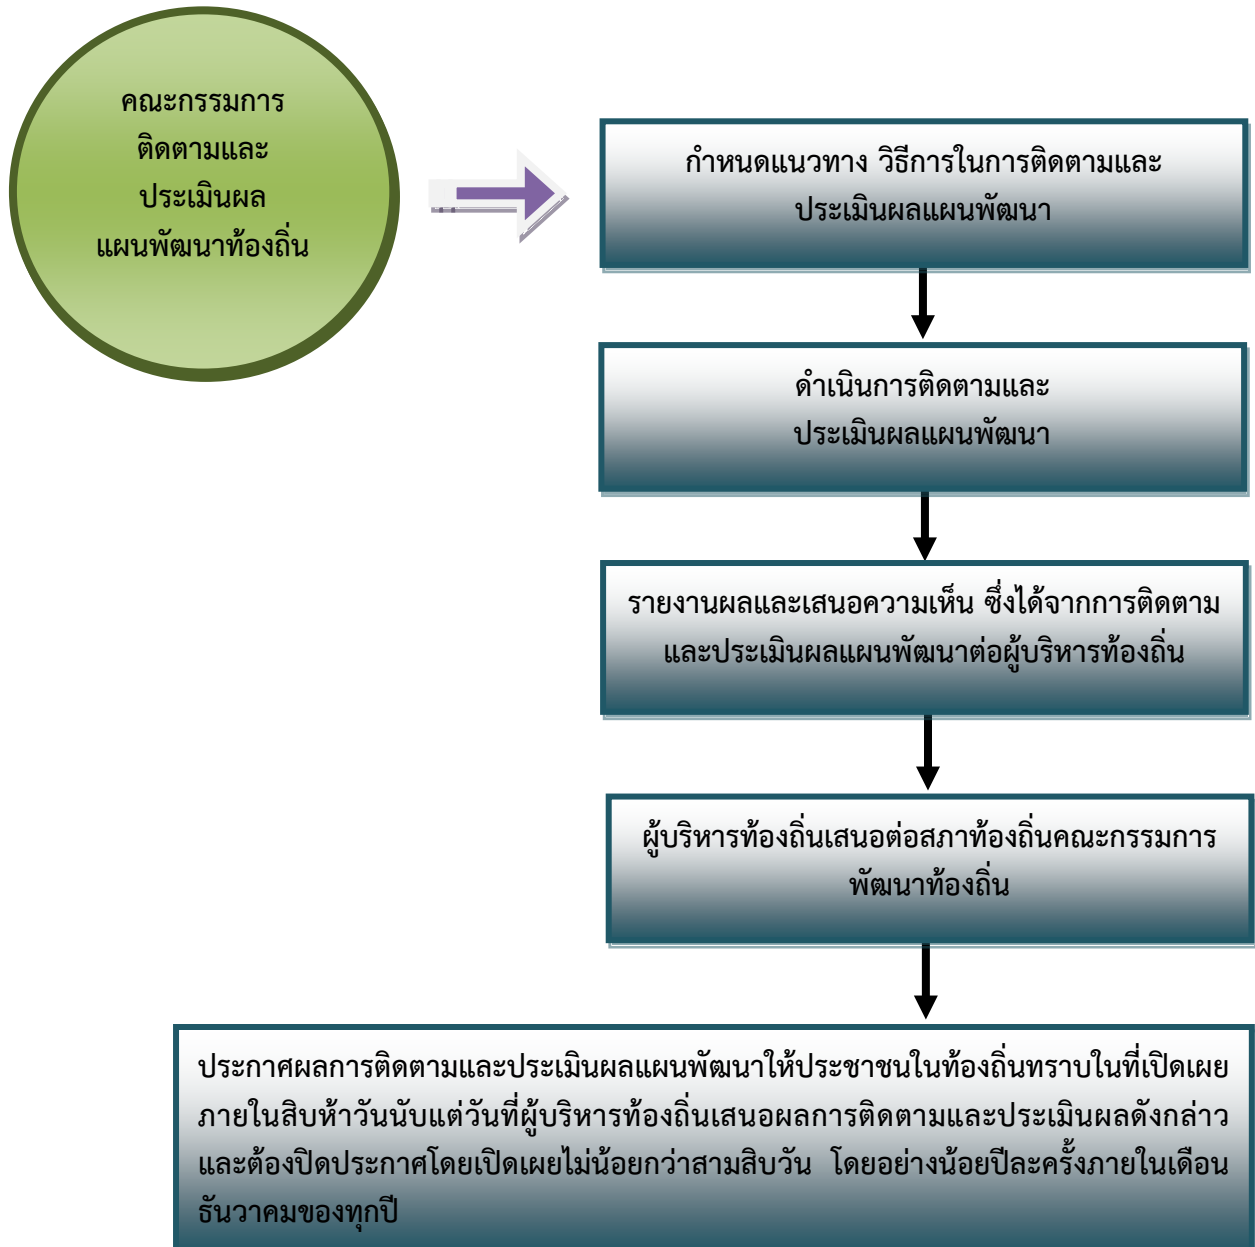 คณะกรรมการ
ติดตามและ
ประเมินผล
แผนพัฒนาท้องถิ่น
กำหนดแนวทาง วิธีการในการติดตามและ
ประเมินผลแผนพัฒนา
ดำเนินการติดตามและ
ประเมินผลแผนพัฒนา
รายงานผลและเสนอความเห็น ซึ่งได้จากการติดตาม
และประเมินผลแผนพัฒนาต่อผู้บริหารท้องถิ่น
ผู้บริหารท้องถิ่นเสนอต่อสภาท้องถิ่นคณะกรรมการ
พัฒนาท้องถิ่น
ประกาศผลการติดตามและประเมินผลแผนพัฒนาให้ประชาชนในท้องถิ่นทราบในที่เปิดเผย
ภายในสิบห้าวันนับแต่วันที่ผู้บริหารท้องถิ่นเสนอผลการติดตามและประเมินผลดังกล่าว
และต้องปิดประกาศโดยเปิดเผยไม่น้อยกว่าสามสิบวัน โดยอย่างน้อยปีละครั้งภายในเดือน
ธันวาคมของทุกปี